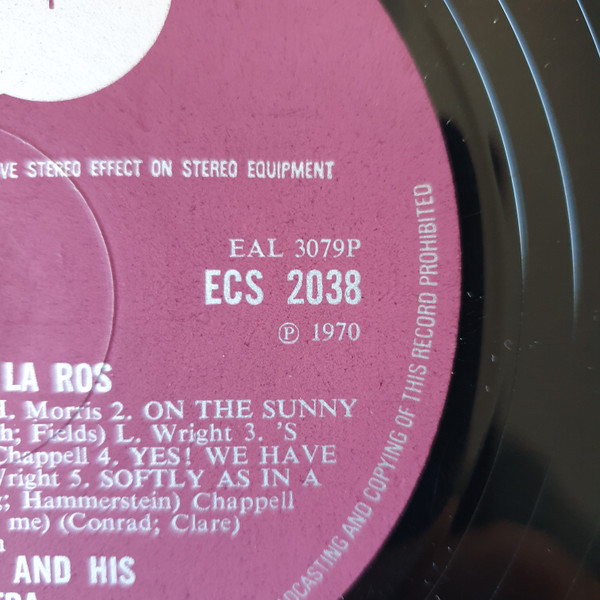 VE STEREO EFFECT ON STEREO EQUIPMENT
EAL 3079P
ECS 2038
℗ 1970
LA ROS
Morris 2. ON THE SUNNY
h; Fields) L. Wright 3. 'S
Chappell 4. YES! WE HAVE
Wright 5. SOFTLY AS IN A
; Hammerstein) Chappell
me) (Conrad; Clare)
AND HIS
DCASTING AND COPYING OF THIS RECORD PROHIBITED